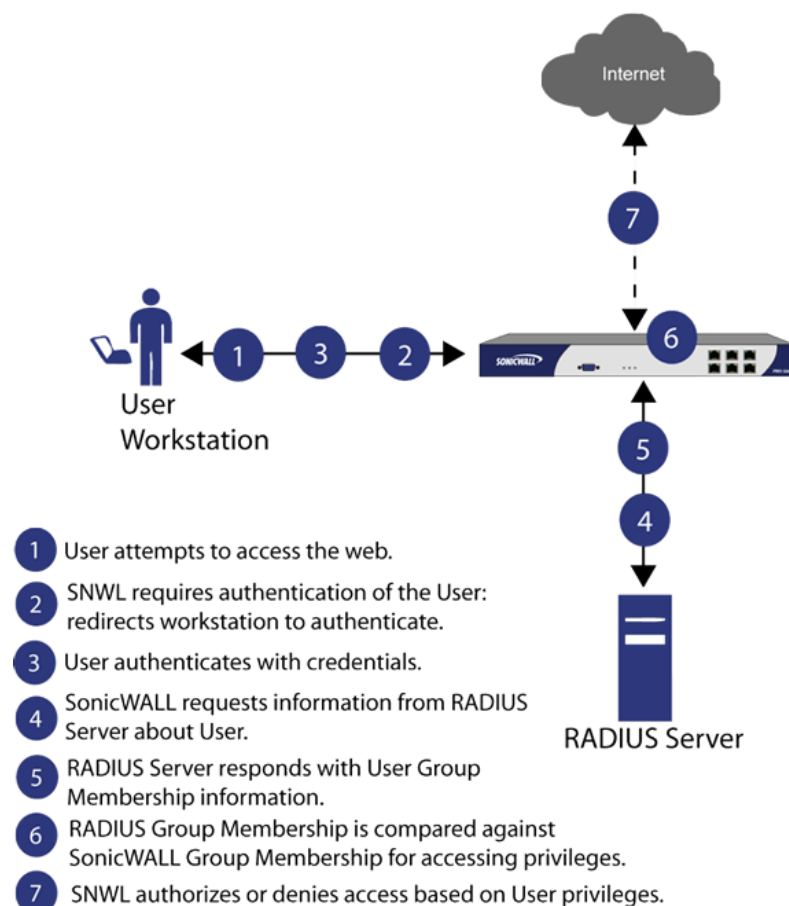 Internet
7
6
SONICWALL
1
3
2
User
Workstation
5
4
RADIUS Server
1 User attempts to access the web.
2 SNWL requires authentication of the User:
redirects workstation to authenticate.
3 User authenticates with credentials.
4 SonicWALL requests information from RADIUS
Server about User.
5 RADIUS Server responds with User Group
Membership information.
6 RADIUS Group Membership is compared against
SonicWALL Group Membership for accessing privileges.
7 SNWL authorizes or denies access based on User privileges.